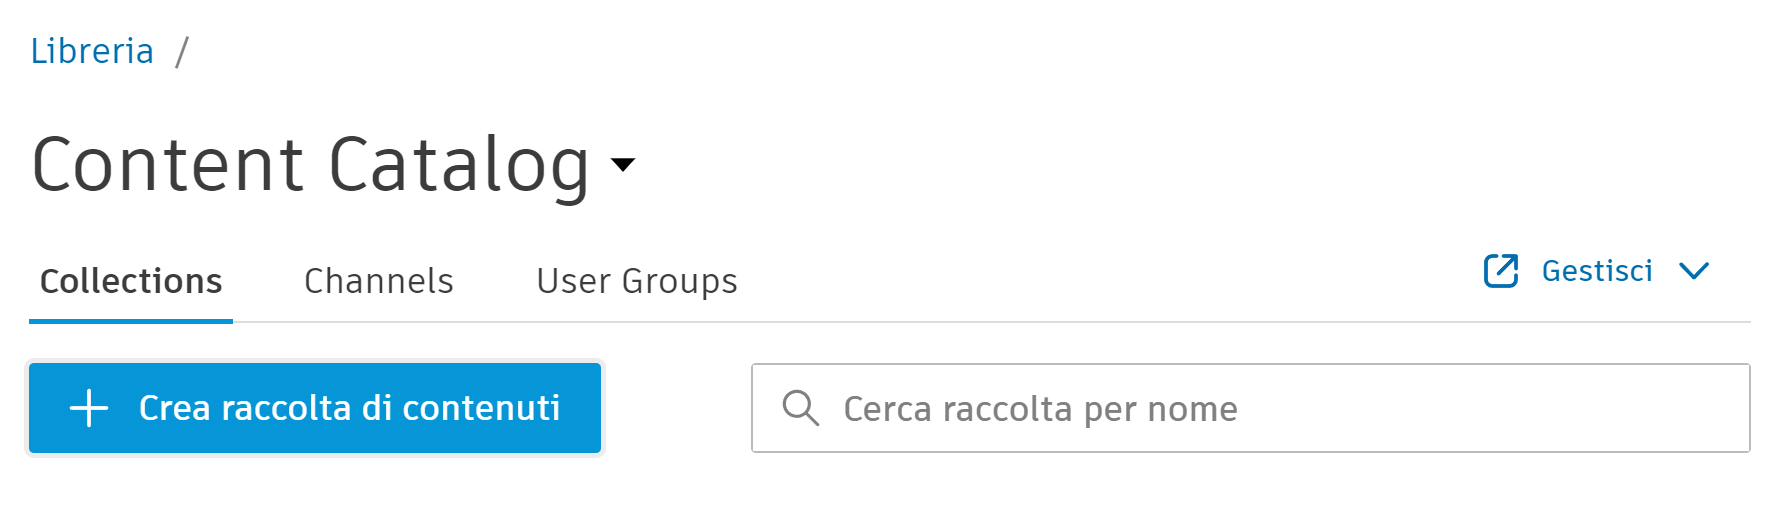 Libreria /
Content Catalog
Collections Channels User Groups Gestisci
Crea raccolta di contenuti Cerca raccolta per nome